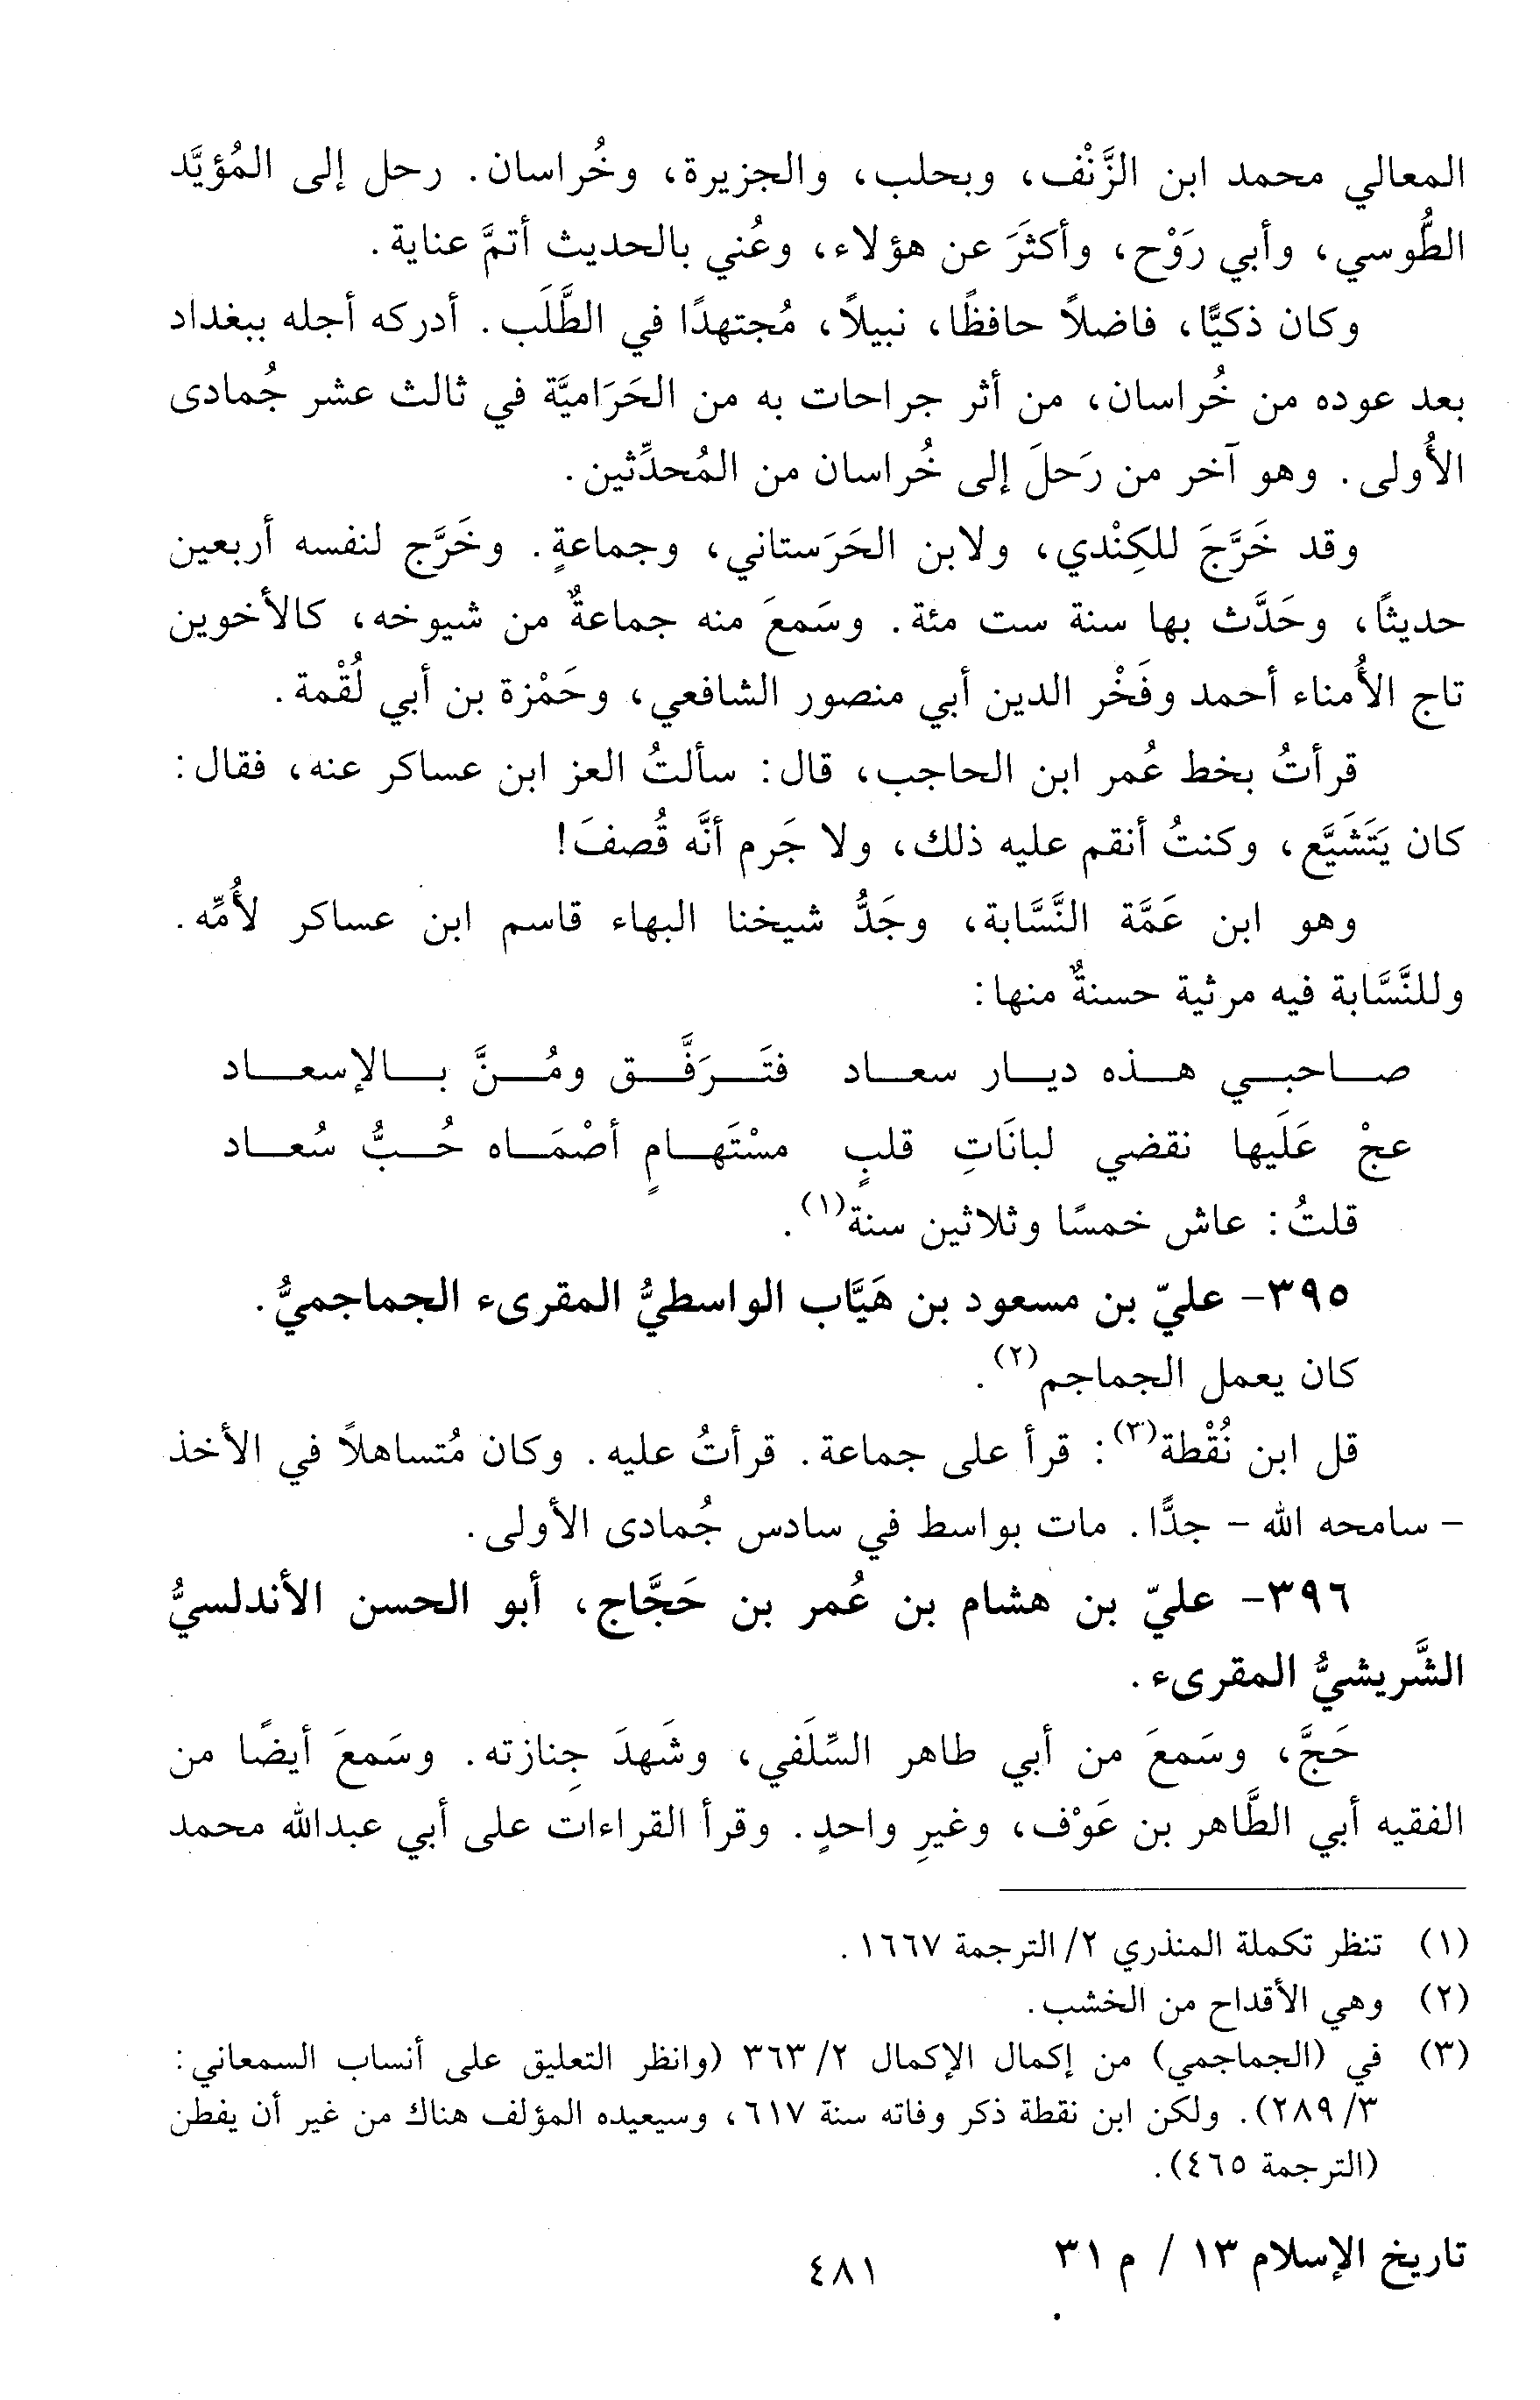 المعالي محمد ابن الزَّنْف، وبحلب، والجزيرة، وخُراسان. رحل إلى المُؤيَّد
الطُّوسي، وأبي رَوْح، وأكثَرَ عن هؤلاء، وعُني بالحديث أتمَّ عناية.
وكان ذكيًّا، فاضلاً حافظًا، نبيلاً، مُجتهدًا في الطَّلَب. أدركه أجله ببغداد
بعد عوده من خُراسان، من أثر جراحات به من الحَرَاميَّة في ثالث عشر جُمادى
الأُولى. وهو آخر من رَحلَ إلى خُراسان من المُحدِّثين.
وقد خَرَّجَ للكِنْدي، ولابن الحَرَستاني، وجماعةٍ. وخَرَّج لنفسه أربعين
حديثًا، وحَدَّث بها سنة ست مئة. وسَمعَ منه جماعةٌ من شيوخه، كالأخوين
تاج الأُمناء أحمد وفَخْر الدين أبي منصور الشافعي، وحَمْزة بن أبي لُقْمة.
قرأتُ بخط عُمر ابن الحاجب، قال: سألتُ العز ابن عساكر عنه، فقال:
كان يَتَشَيَّع، وكنتُ أنقم عليه ذلك، ولا جَرم أنَّه قُصفَ!
وهو ابن عَمَّة النَّسَّابة، وجَدُّ شيخنا البهاء قاسم ابن عساكر لأُمِّه.
وللنَّسَّابة فيه مرثية حسنةٌ منها:
صاحبي هذه ديار سعاد فتَرَفَّق ومُنَّ بالإسعاد
عجْ عَلَيها نقضي لبانَاتِ قلبٍ مسْتَهامٍ أضْمَاه حُبُّ سُعاد
قلتُ: عاش خمسًا وثلاثين سنة(١).
٣٩٥- عليّ بن مسعود بن هَيَّاب الواسطيُّ المقرىء الجماجميُّ.
كان يعمل الجماجم(٢).
قل ابن نُقْطة(٣): قرأ على جماعة. قرأتُ عليه. وكان مُتساهلاً في الأخذ
- سامحه الله - جدًّا. مات بواسط في سادس جُمادى الأولى.
٣٩٦- عليّ بن هشام بن عُمر بن حَجَّاج، أبو الحسن الأندلسيُّ
الشَّريشيُّ المقرىء.
حَجَّ، وسَمعَ من أبي طاهر السِّلَفي، وشَهدَ جِنازته. وسَمعَ أيضًا من
الفقيه أبي الطَّاهر بن عَوْف، وغيرِ واحدٍ. وقرأ القراءات على أبي عبدالله محمد
(١) تنظر تكملة المنذري ٢/ الترجمة ١٦٦٧.
(٢) وهي الأقداح من الخشب.
(٣) في (الجماجمي) من إكمال الإكمال ٢/ ٣٦٣ (وانظر التعليق على أنساب السمعاني:
٣/ ٢٨٩). ولكن ابن نقطة ذكر وفاته سنة ٦١٧، وسيعيده المؤلف هناك من غير أن يفطن
(الترجمة ٤٦٥).
تاريخ الإسلام ١٣ / م ٣١
٤٨١